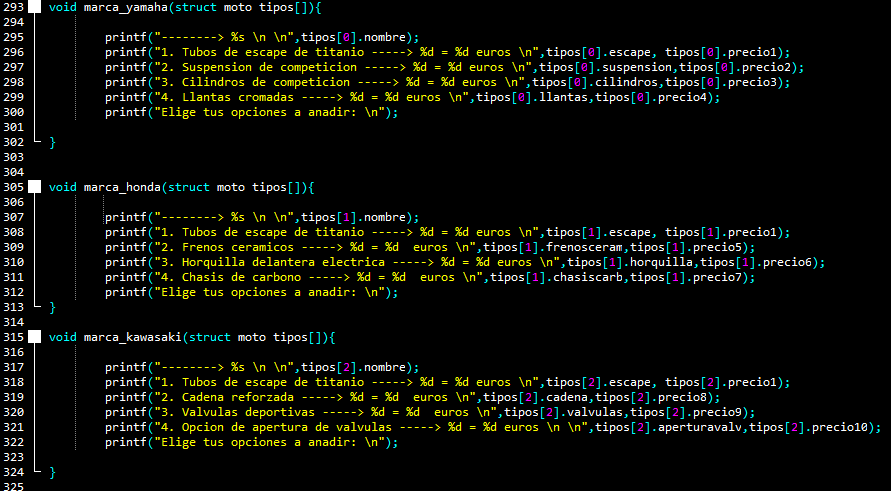 293 void marca_yamaha(struct moto tipos[]){
294
295 printf("--------> %s \n \n",tipos[0].nombre);
296 printf("1. Tubos de escape de titanio -----> %d = %d euros \n",tipos[0].escape, tipos[0].precio1);
297 printf("2. Suspension de competicion -----> %d = %d euros \n",tipos[0].suspension,tipos[0].precio2);
298 printf("3. Cilindros de competicion -----> %d = %d euros \n",tipos[0].cilindros,tipos[0].precio3);
299 printf("4. Llantas cromadas -----> %d = %d euros \n",tipos[0].llantas,tipos[0].precio4);
300 printf("Elige tus opciones a anadir: \n");
301
302 }
303
304
305 void marca_honda(struct moto tipos[]){
306
307 printf("--------> %s \n \n",tipos[1].nombre);
308 printf("1. Tubos de escape de titanio -----> %d = %d euros \n",tipos[1].escape, tipos[1].precio1);
309 printf("2. Frenos ceramicos -----> %d = %d  euros \n",tipos[1].frenosceram,tipos[1].precio5);
310 printf("3. Horquilla delantera electrica -----> %d = %d euros \n",tipos[1].horquilla,tipos[1].precio6);
311 printf("4. Chasis de carbono -----> %d = %d  euros \n",tipos[1].chasiscarb,tipos[1].precio7);
312 printf("Elige tus opciones a anadir: \n");
313 }
314
315 void marca_kawasaki(struct moto tipos[]){
316
317 printf("--------> %s \n \n",tipos[2].nombre);
318 printf("1. Tubos de escape de titanio -----> %d = %d euros \n",tipos[2].escape, tipos[2].precio1);
319 printf("2. Cadena reforzada -----> %d = %d  euros \n",tipos[2].cadena,tipos[2].precio8);
320 printf("3. Valvulas deportivas -----> %d = %d  euros \n",tipos[2].valvulas,tipos[2].precio9);
321 printf("4. Opcion de apertura de valvulas -----> %d = %d euros \n \n",tipos[2].aperturavalv,tipos[2].precio10);
322 printf("Elige tus opciones a anadir: \n");
323
324 }
325